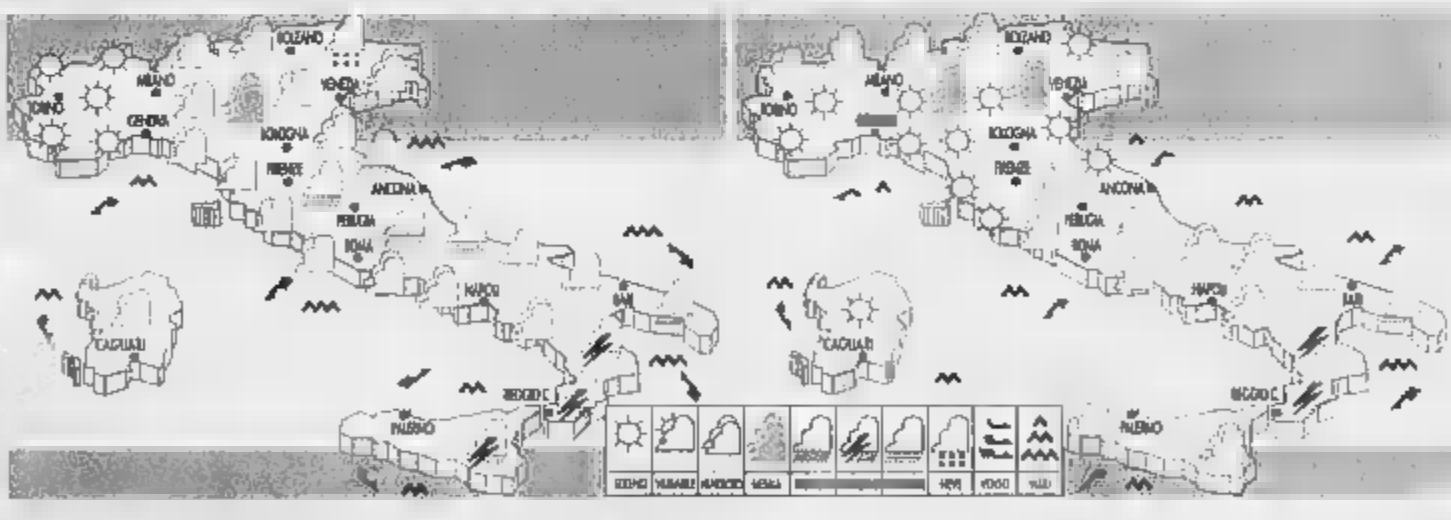 BOLZANO
MILANO
VENEZIA
TORINO
GENOVA
BOLOGNA
FIRENZE
ANCONA
PERUGIA
ROMA
NAPOLI
BARI
CAGLIARI
REGGIO C.
PALERMO
BOLZANO
MILANO
VENEZIA
TORINO
BOLOGNA
FIRENZE
ANCONA
PERUGIA
ROMA
NAPOLI
BARI
CAGLIARI
REGGIO C.
PALERMO
SERENO VARIABILE NUVOLOSO NEBBIA NEVE VENTO MARI